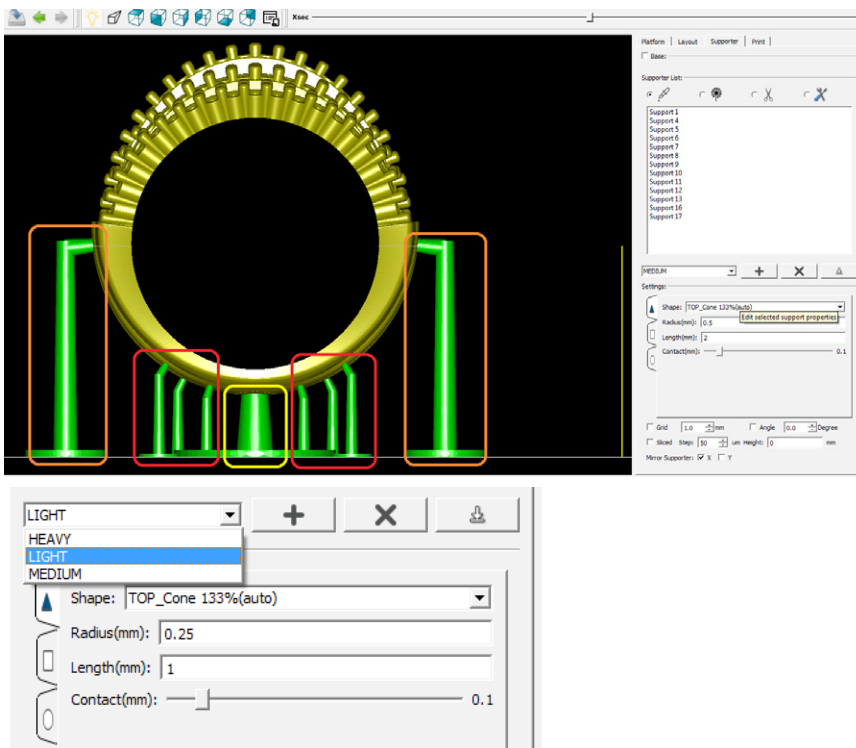 Xsec
Platform Layout Supporter Print
Base:
Supporter List:
Support 1
Support 4
Support 5
Support 6
Support 7
Support 8
Support 9
Support 10
Support 11
Support 12
Support 13
Support 16
Support 17
MEDIUM
Settings:
Shape: TOP_Cone 133%(auto)
Edit selected support properties
Radius(mm): 0.5
Length(mm): 2
Contact(mm): 0.1
Grid 1.0 mm Angle 0.0 Degree
Sliced Step: 50 um Height: 0 mm
Mirror Supporter: X Y
LIGHT
HEAVY
LIGHT
MEDIUM
Shape: TOP_Cone 133%(auto)
Radius(mm): 0.25
Length(mm): 1
Contact(mm): 0.1